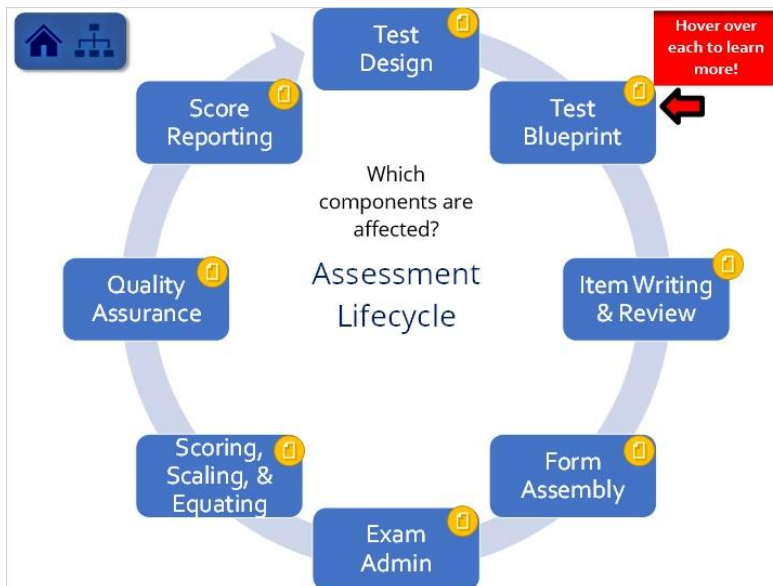 Test
Design
Hover over
each to learn
more!
Test
Blueprint
Score
Reporting
Which
components are
affected?
Assessment
Lifecycle
Item Writing
& Review
Form
Assembly
Exam
Admin
Scoring,
Scaling, &
Equating
Quality
Assurance